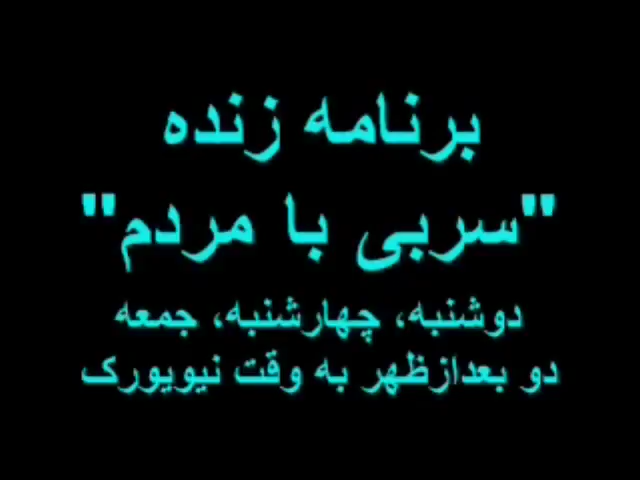 برنامه زنده
"سربی با مردم"
دوشنبه، چهارشنبه، جمعه
دو بعدازظهر به وقت نیویورک